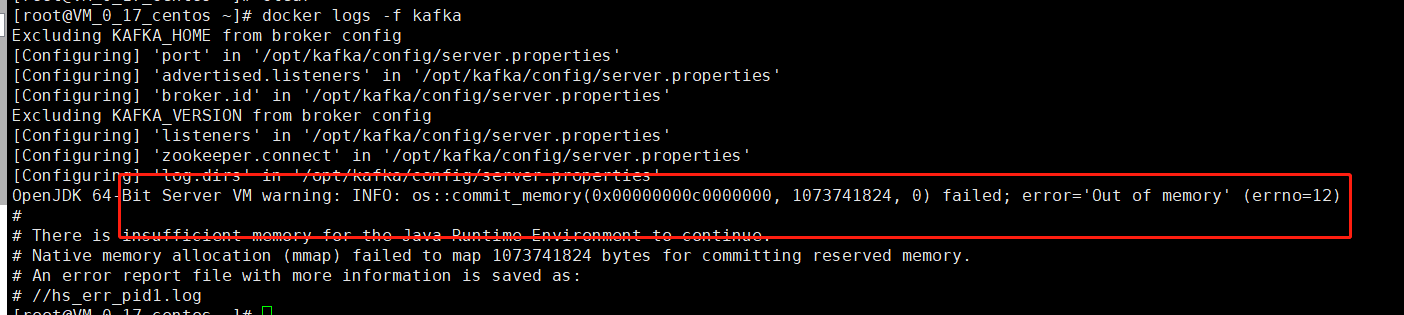 [root@VM_0_17_centos ~]# docker logs -f kafka
Excluding KAFKA_HOME from broker config
[Configuring] 'port' in '/opt/kafka/config/server.properties'
[Configuring] 'advertised.listeners' in '/opt/kafka/config/server.properties'
[Configuring] 'broker.id' in '/opt/kafka/config/server.properties'
Excluding KAFKA_VERSION from broker config
[Configuring] 'listeners' in '/opt/kafka/config/server.properties'
[Configuring] 'zookeeper.connect' in '/opt/kafka/config/server.properties'
[Configuring] 'log.dirs' in '/opt/kafka/config/server.properties'
OpenJDK 64-Bit Server VM warning: INFO: os::commit_memory(0x00000000c0000000, 1073741824, 0) failed; error='Out of memory' (errno=12)
#
# There is insufficient memory for the Java Runtime Environment to continue.
# Native memory allocation (mmap) failed to map 1073741824 bytes for committing reserved memory.
# An error report file with more information is saved as:
# //hs_err_pid1.log
[root@VM_0_17_centos ~]#